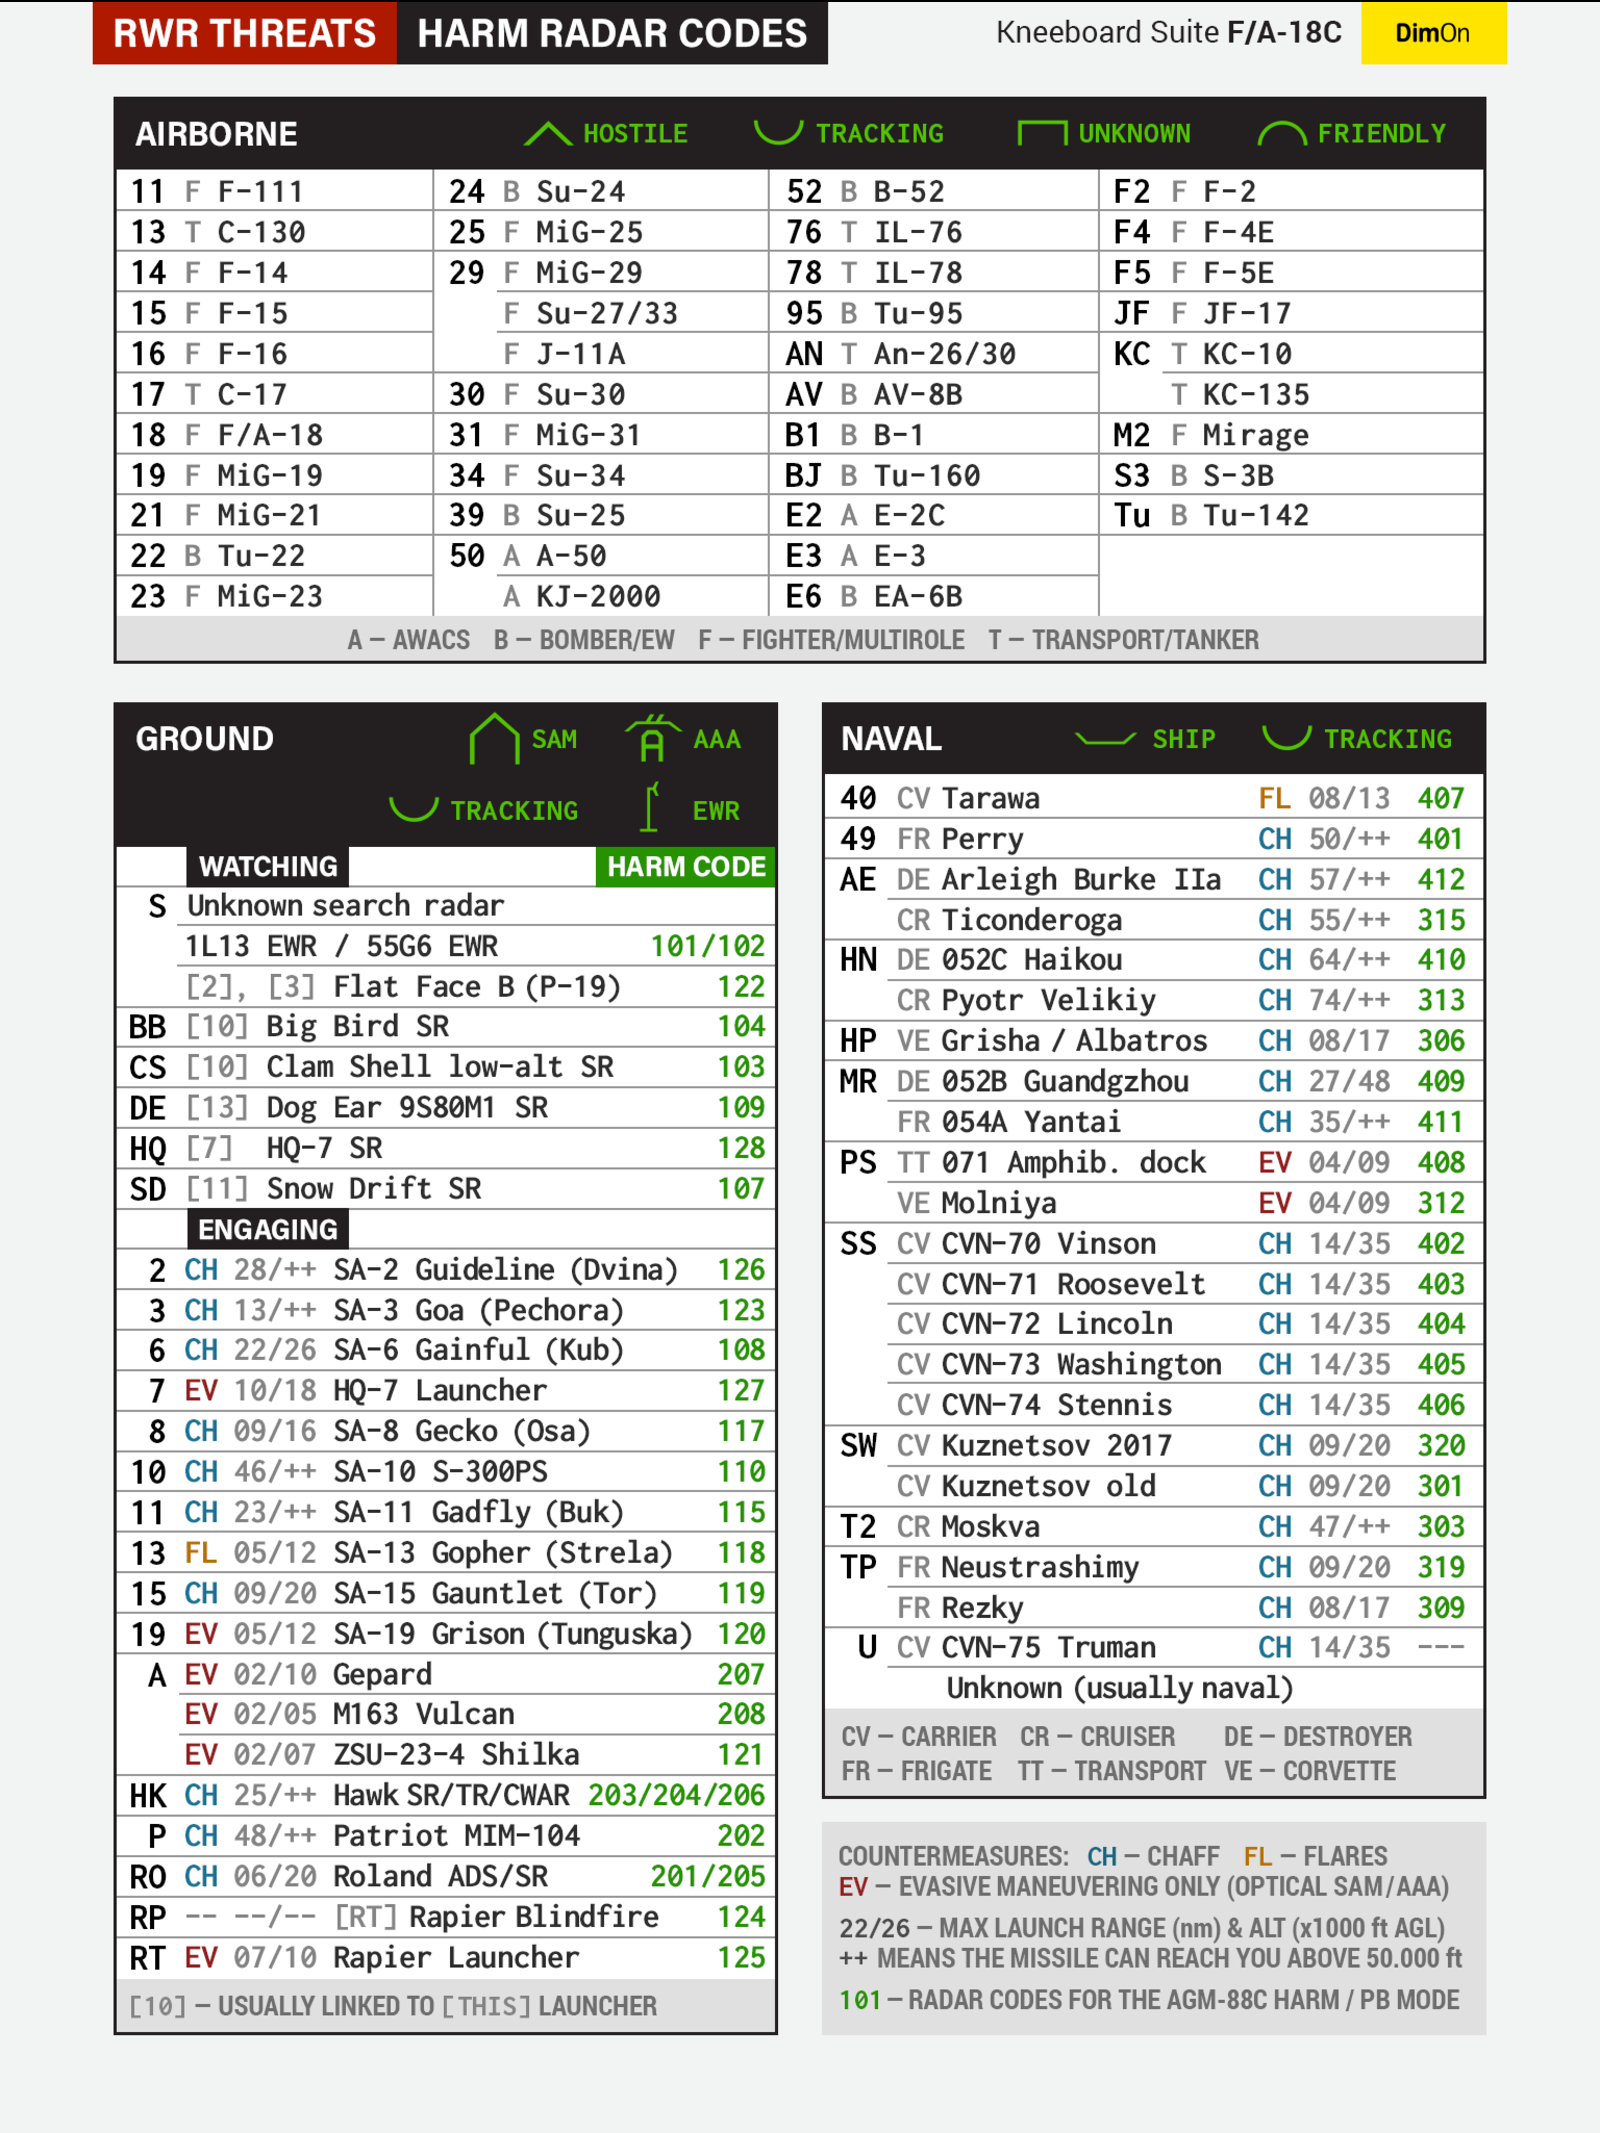 RWR THREATS HARM RADAR CODES Kneeboard Suite F/A-18C DimOn
AIRBORNE HOSTILE TRACKING UNKNOWN FRIENDLY
11 F F-111 24 B Su-24 52 B B-52 F2 F F-2
13 T C-130 25 F MiG-25 76 T IL-76 F4 F F-4E
14 F F-14 29 F MiG-29 78 T IL-78 F5 F F-5E
15 F F-15 F Su-27/33 95 B Tu-95 JF F JF-17
16 F F-16 F J-11A AN T An-26/30 KC T KC-10
17 T C-17 30 F Su-30 AV B AV-8B T KC-135
18 F F/A-18 31 F MiG-31 B1 B B-1 M2 F Mirage
19 F MiG-19 34 F Su-34 BJ B Tu-160 S3 B S-3B
21 F MiG-21 39 B Su-25 E2 A E-2C Tu B Tu-142
22 B Tu-22 50 A A-50 E3 A E-3
23 F MiG-23 A KJ-2000 E6 B EA-6B
A – AWACS B – BOMBER/EW F – FIGHTER/MULTIROLE T – TRANSPORT/TANKER
GROUND SAM A AAA
TRACKING EWR
WATCHING HARM CODE
S Unknown search radar
1L13 EWR / 55G6 EWR 101/102
[2], [3] Flat Face B (P-19) 122
BB [10] Big Bird SR 104
CS [10] Clam Shell low-alt SR 103
DE [13] Dog Ear 9S80M1 SR 109
HQ [7] HQ-7 SR 128
SD [11] Snow Drift SR 107
ENGAGING
2 CH 28/++ SA-2 Guideline (Dvina) 126
3 CH 13/++ SA-3 Goa (Pechora) 123
6 CH 22/26 SA-6 Gainful (Kub) 108
7 EV 10/18 HQ-7 Launcher 127
8 CH 09/16 SA-8 Gecko (Osa) 117
10 CH 46/++ SA-10 S-300PS 110
11 CH 23/++ SA-11 Gadfly (Buk) 115
13 FL 05/12 SA-13 Gopher (Strela) 118
15 CH 09/20 SA-15 Gauntlet (Tor) 119
19 EV 05/12 SA-19 Grison (Tunguska) 120
A EV 02/10 Gepard 207
EV 02/05 M163 Vulcan 208
EV 02/07 ZSU-23-4 Shilka 121
HK CH 25/++ Hawk SR/TR/CWAR 203/204/206
P CH 48/++ Patriot MIM-104 202
RO CH 06/20 Roland ADS/SR 201/205
RP -- --/-- [RT] Rapier Blindfire 124
RT EV 07/10 Rapier Launcher 125
[10] – USUALLY LINKED TO [THIS] LAUNCHER
NAVAL SHIP TRACKING
40 CV Tarawa FL 08/13 407
49 FR Perry CH 50/++ 401
AE DE Arleigh Burke IIa CH 57/++ 412
CR Ticonderoga CH 55/++ 315
HN DE 052C Haikou CH 64/++ 410
CR Pyotr Velikiy CH 74/++ 313
HP VE Grisha / Albatros CH 08/17 306
MR DE 052B Guandgzhou CH 27/48 409
FR 054A Yantai CH 35/++ 411
PS TT 071 Amphib. dock EV 04/09 408
VE Molniya EV 04/09 312
SS CV CVN-70 Vinson CH 14/35 402
CV CVN-71 Roosevelt CH 14/35 403
CV CVN-72 Lincoln CH 14/35 404
CV CVN-73 Washington CH 14/35 405
CV CVN-74 Stennis CH 14/35 406
SW CV Kuznetsov 2017 CH 09/20 320
CV Kuznetsov old CH 09/20 301
T2 CR Moskva CH 47/++ 303
TP FR Neustrashimy CH 09/20 319
FR Rezky CH 08/17 309
U CV CVN-75 Truman CH 14/35 ---
Unknown (usually naval)
CV – CARRIER CR – CRUISER DE – DESTROYER
FR – FRIGATE TT – TRANSPORT VE – CORVETTE
COUNTERMEASURES: CH – CHAFF FL – FLARES
EV – EVASIVE MANEUVERING ONLY (OPTICAL SAM/AAA)
22/26 – MAX LAUNCH RANGE (nm) & ALT (x1000 ft AGL)
++ MEANS THE MISSILE CAN REACH YOU ABOVE 50.000 ft
101 – RADAR CODES FOR THE AGM-88C HARM / PB MODE